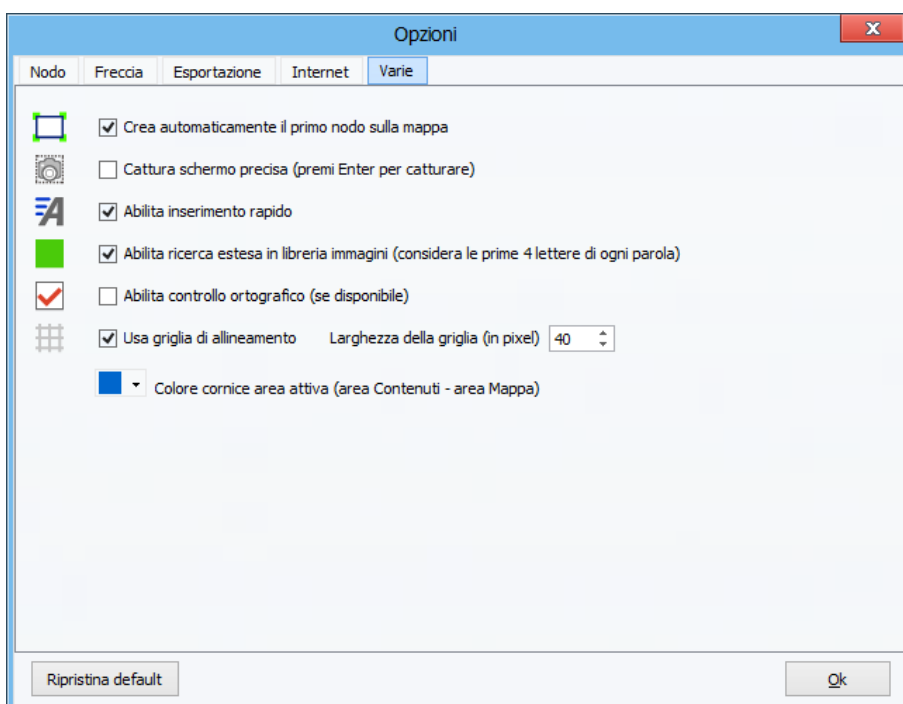 Opzioni
x
Nodo Freccia Esportazione Internet Varie
Crea automaticamente il primo nodo sulla mappa
Cattura schermo precisa (premi Enter per catturare)
Abilita inserimento rapido
Abilita ricerca estesa in libreria immagini (considera le prime 4 lettere di ogni parola)
Abilita controllo ortografico (se disponibile)
Usa griglia di allineamento Larghezza della griglia (in pixel) 40
Colore cornice area attiva (area Contenuti - area Mappa)
Ripristina default Ok